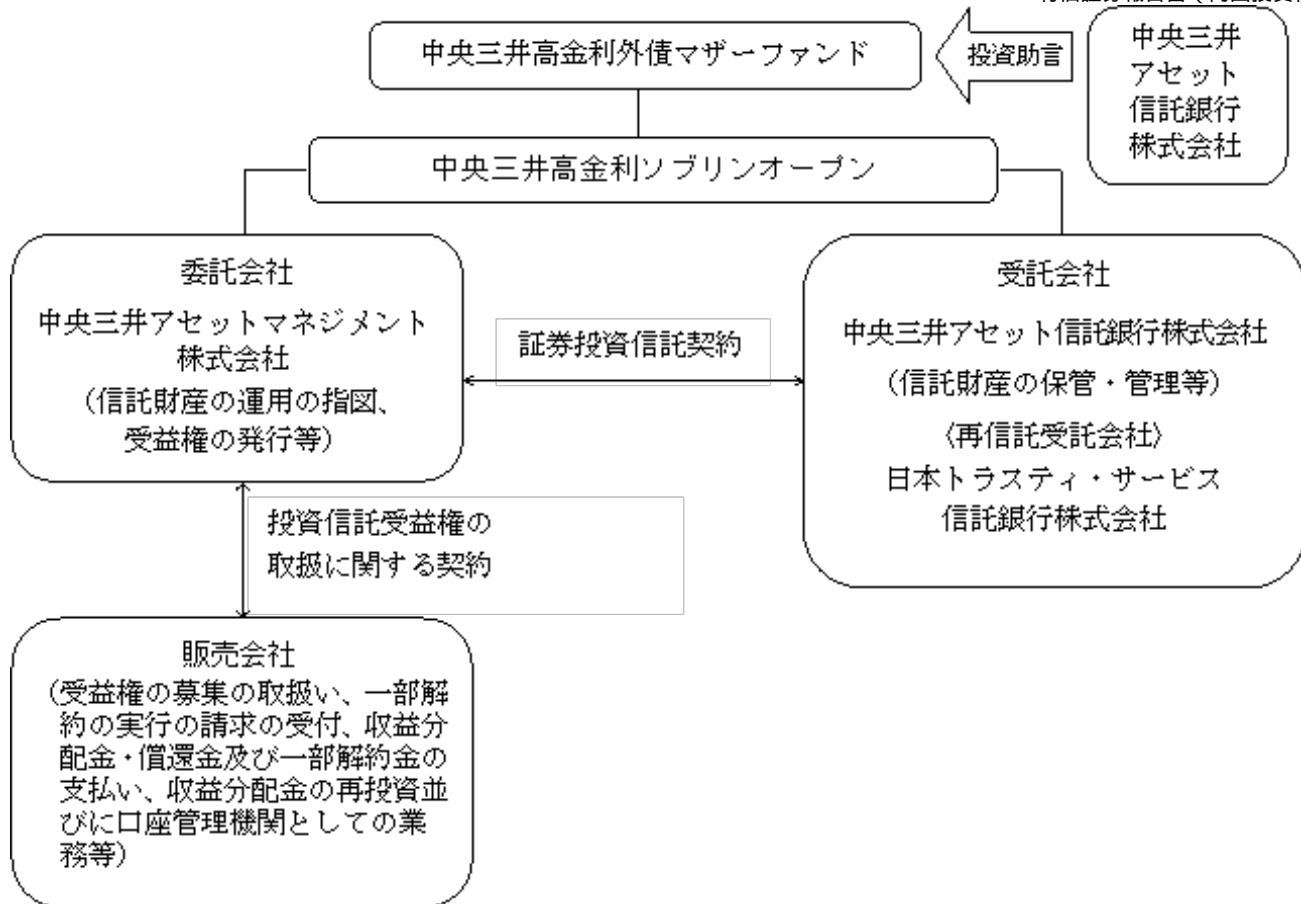 中央三井高金利外債マザーファンド
投資助言
中央三井
アセット
信託銀行
株式会社
中央三井高金利ソブリンオープン
委託会社
中央三井アセットマネジメント
株式会社
(信託財産の運用の指図、
受益権の発行等)
証券投資信託契約
受託会社
中央三井アセット信託銀行株式会社
(信託財産の保管・管理等)
〈再信託受託会社〉
日本トラスティ・サービス
信託銀行株式会社
投資信託受益権の
取扱に関する契約
販売会社
(受益権の募集の取扱い、一部解
約の実行の請求の受付、収益分
配金・償還金及び一部解約金の
支払い、収益分配金の再投資並
びに口座管理機関としての業
務等)